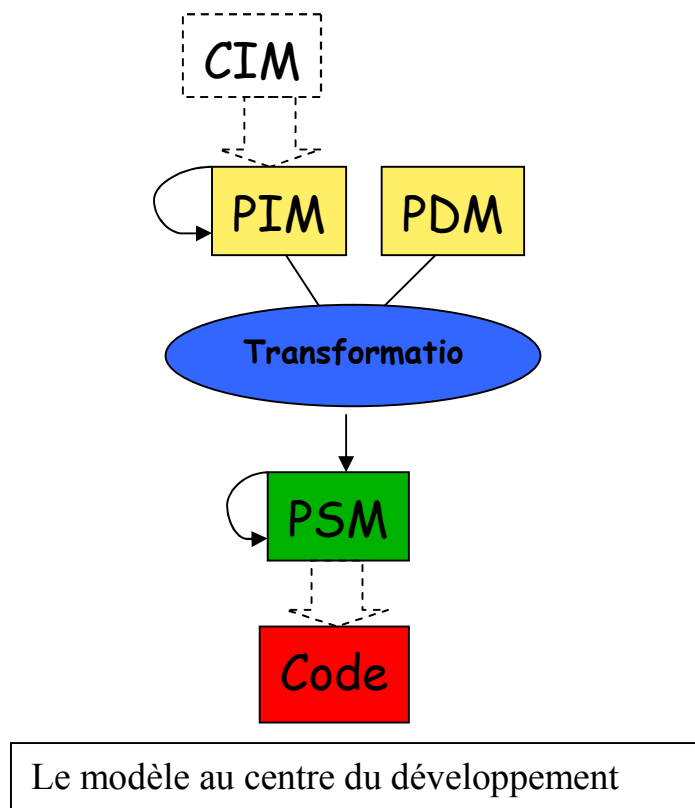 CIM
PIM PDM
Transformatio
PSM
Code
Le modèle au centre du développement